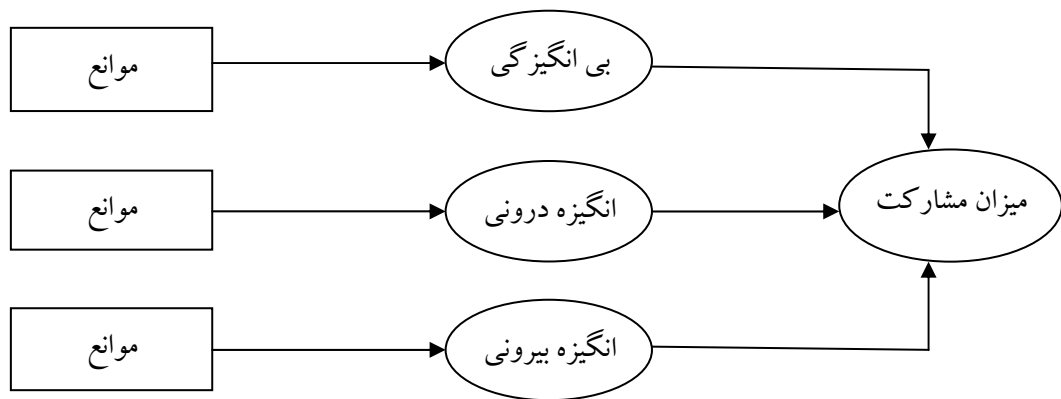 موانع
بی انگیزگی
موانع
انگیزه درونی
میزان مشارکت
موانع
انگیزه بیرونی